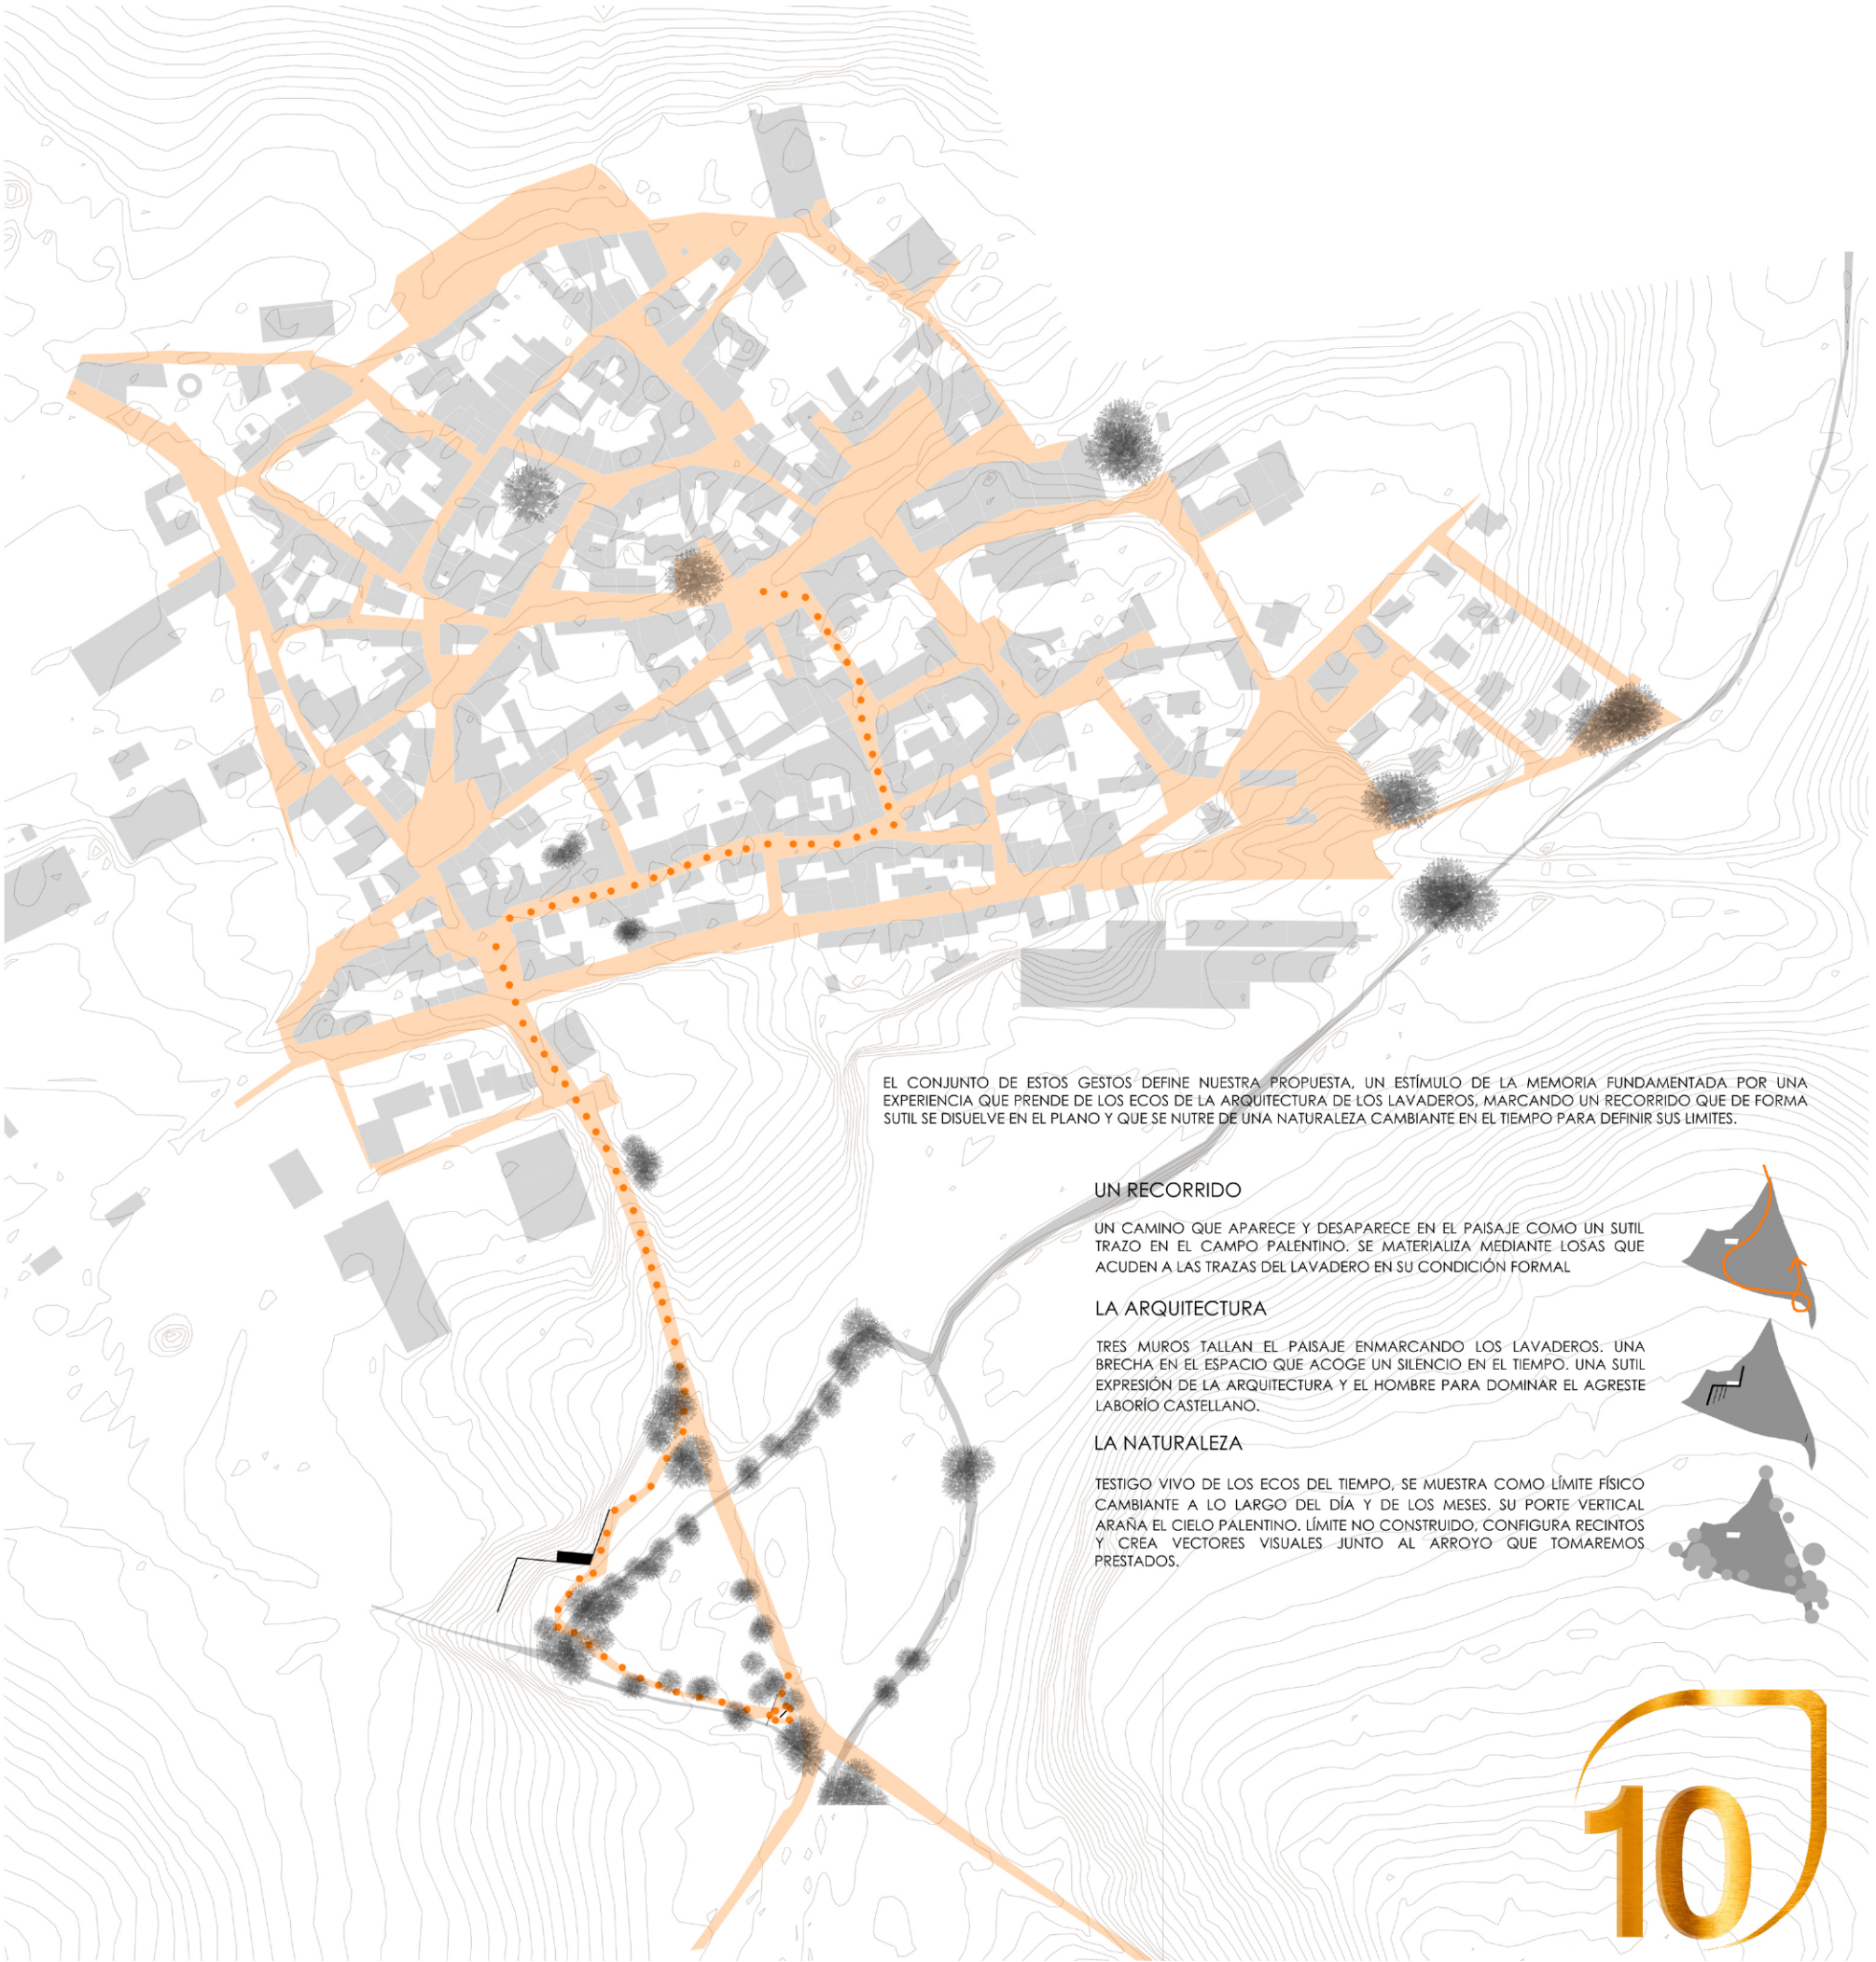 EL CONJUNTO DE ESTOS GESTOS DEFINE NUESTRA PROPUESTA, UN ESTÍMULO DE LA MEMORIA FUNDAMENTADA POR UNA
EXPERIENCIA QUE PRENDE DE LOS ECOS DE LA ARQUITECTURA DE LOS LAVADEROS, MARCANDO UN RECORRIDO QUE DE FORMA
SUTIL SE DISUELVE EN EL PLANO Y QUE SE NUTRE DE UNA NATURALEZA CAMBIANTE EN EL TIEMPO PARA DEFINIR SUS LIMITES.
UN RECORRIDO
UN CAMINO QUE APARECE Y DESAPARECE EN EL PAISAJE COMO UN SUTIL
TRAZO EN EL CAMPO PALENTINO. SE MATERIALIZA MEDIANTE LOSAS QUE
ACUDEN A LAS TRAZAS DEL LAVADERO EN SU CONDICIÓN FORMAL
LA ARQUITECTURA
TRES MUROS TALLAN EL PAISAJE ENMARCANDO LOS LAVADEROS. UNA
BRECHA EN EL ESPACIO QUE ACOGE UN SILENCIO EN EL TIEMPO. UNA SUTIL
EXPRESIÓN DE LA ARQUITECTURA Y EL HOMBRE PARA DOMINAR EL AGRESTE
LABORÍO CASTELLANO.
LA NATURALEZA
TESTIGO VIVO DE LOS ECOS DEL TIEMPO, SE MUESTRA COMO LÍMITE FÍSICO
CAMBIANTE A LO LARGO DEL DÍA Y DE LOS MESES. SU PORTE VERTICAL
ARAÑA EL CIELO PALENTINO. LÍMITE NO CONSTRUIDO, CONFIGURA RECINTOS
Y CREA VECTORES VISUALES JUNTO AL ARROYO QUE TOMAREMOS
PRESTADOS.
10